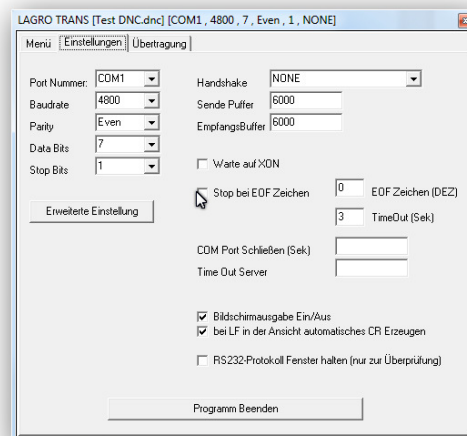 LAGRO TRANS [Test DNC.dnc] [COM1 , 4800 , 7 , Even , 1 , NONE]
Menü Einstellungen Übertragung
Port Nummer: COM1
Baudrate 4800
Parity Even
Data Bits 7
Stop Bits 1
Erweiterte Einstellung
Handshake NONE
Sende Puffer 6000
EmpfangsBuffer 6000
Warte auf XON
Stop bei EOF Zeichen 0 EOF Zeichen (DEZ)
3 TimeOut (Sek)
COM Port Schließen (Sek)
Time Out Server
Bildschirmausgabe Ein/Aus
bei LF in der Ansicht automatisches CR Erzeugen
RS232-Protokoll Fenster halten (nur zur Überprüfung)
Programm Beenden